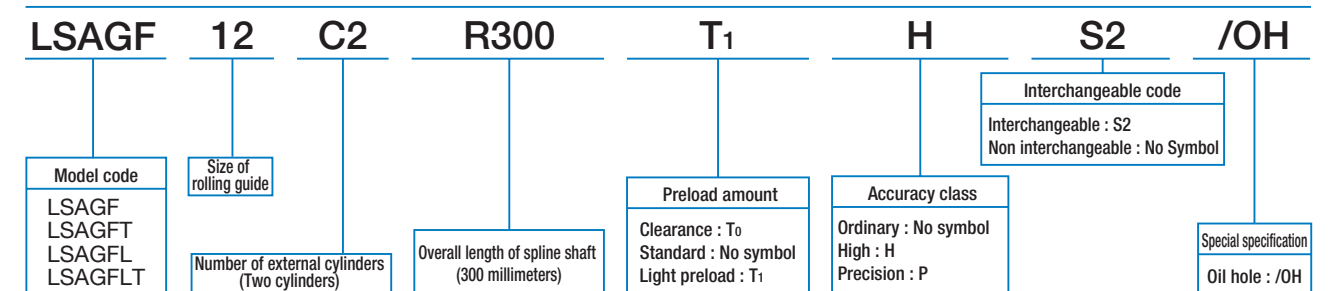 LSAGF 12 C2 R300 T1 H S2 /OH
Model code
LSAGF
LSAGFT
LSAGFL
LSAGFLT
Size of
rolling guide
Number of external cylinders
(Two cylinders)
Overall length of spline shaft
(300 millimeters)
Preload amount
Clearance : T0
Standard : No symbol
Light preload : T1
Accuracy class
Ordinary : No symbol
High : H
Precision : P
Interchangeable code
Interchangeable : S2
Non interchangeable : No Symbol
Special specification
Oil hole : /OH